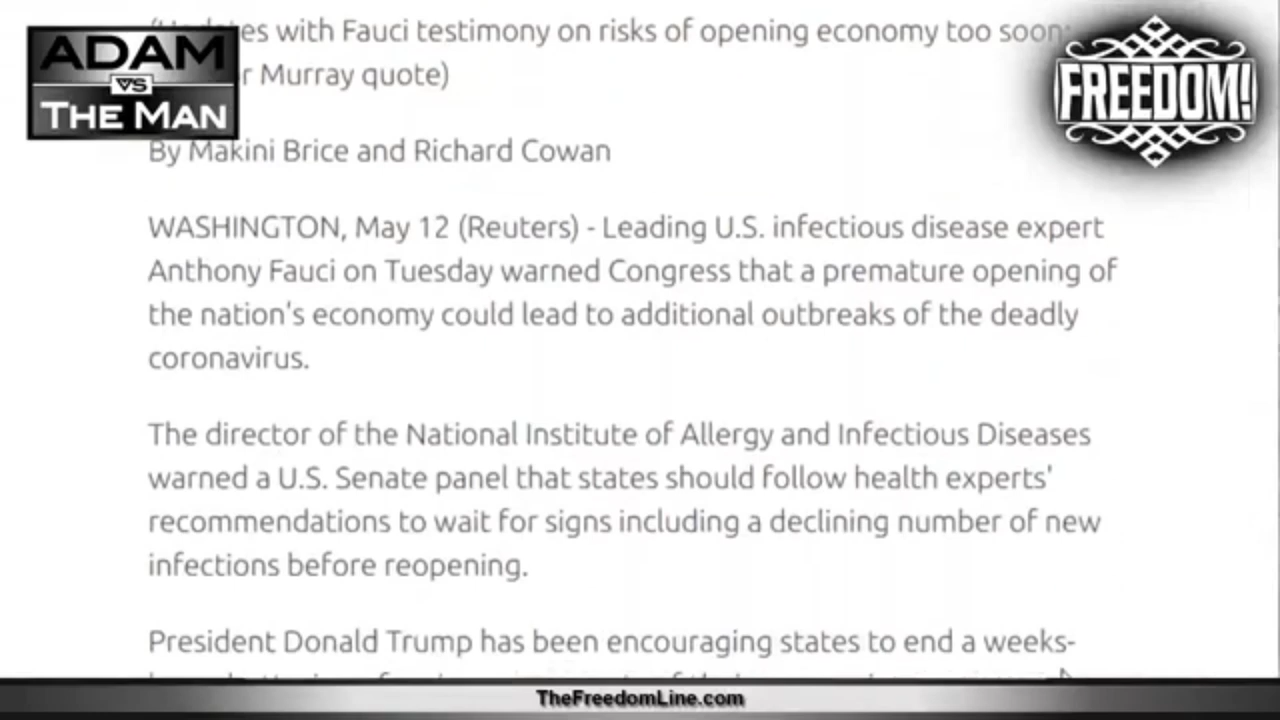 ADAM
VS
THE MAN
FREEDOM!
es with Fauci testimony on risks of opening economy too soon;
r Murray quote)
By Makini Brice and Richard Cowan
WASHINGTON, May 12 (Reuters) - Leading U.S. infectious disease expert
Anthony Fauci on Tuesday warned Congress that a premature opening of
the nation's economy could lead to additional outbreaks of the deadly
coronavirus.
The director of the National Institute of Allergy and Infectious Diseases
warned a U.S. Senate panel that states should follow health experts'
recommendations to wait for signs including a declining number of new
infections before reopening.
President Donald Trump has been encouraging states to end a weeks-
TheFreedomLine.com